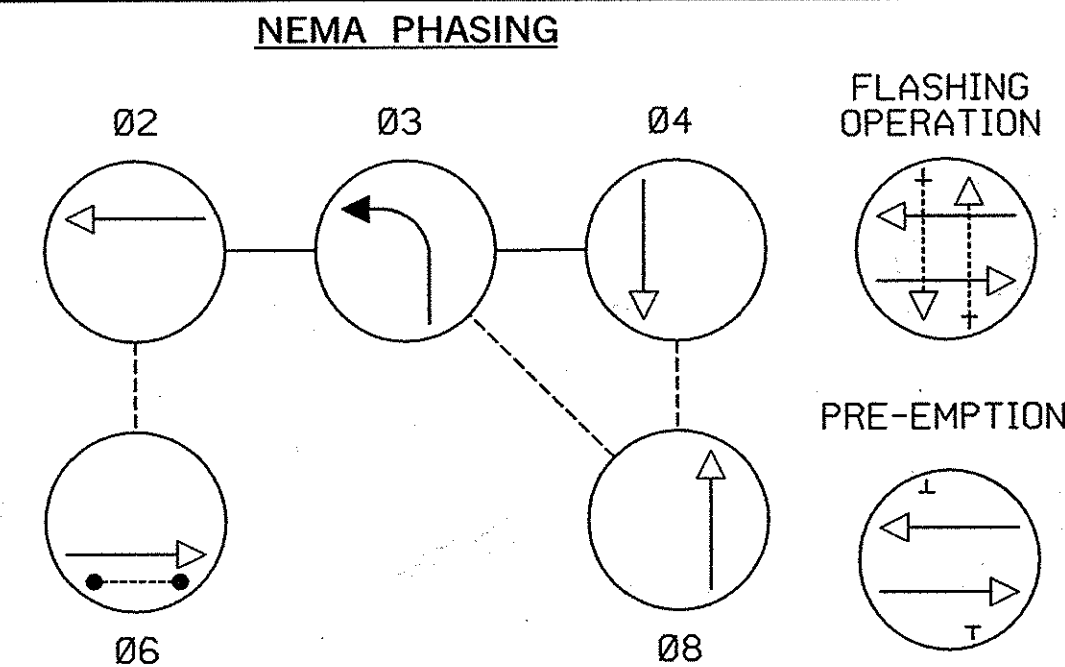 NEMA PHASING
Ø2
Ø3
Ø4
FLASHING
OPERATION
PRE-EMPTION
Ø6
Ø8